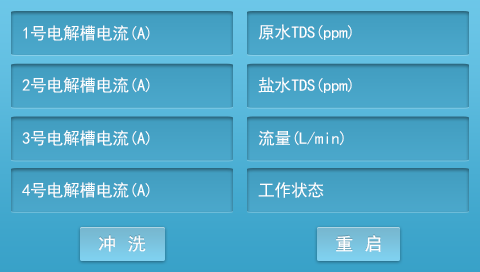 1号电解槽电流(A)
原水TDS(ppm)
2号电解槽电流(A)
盐水TDS(ppm)
3号电解槽电流(A)
流量(L/min)
4号电解槽电流(A)
工作状态
冲 洗
重 启